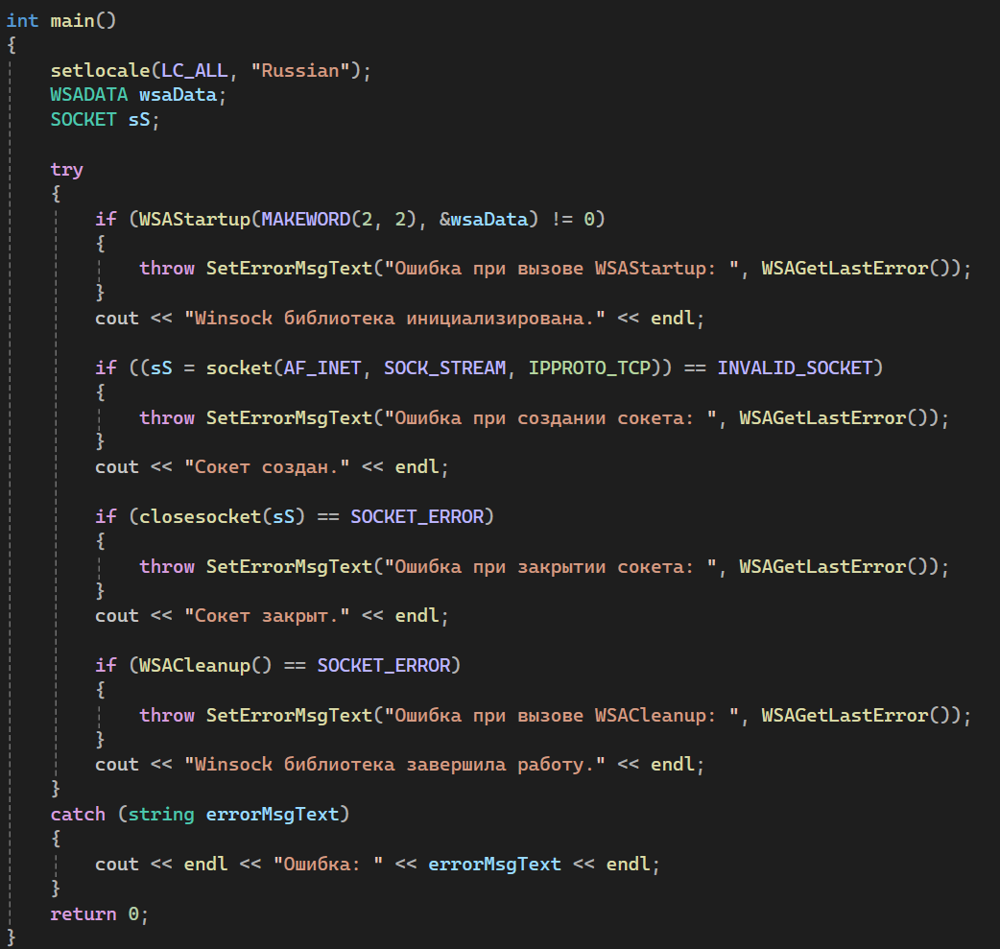 int main()
{
    setlocale(LC_ALL, "Russian");
    WSADATA wsaData;
    SOCKET sS;

    try
    {
        if (WSAStartup(MAKEWORD(2, 2), &wsaData) != 0)
        {
            throw SetErrorMsgText("Ошибка при вызове WSAStartup: ", WSAGetLastError());
        }
        cout << "Winsock библиотека инициализирована." << endl;

        if ((sS = socket(AF_INET, SOCK_STREAM, IPPROTO_TCP)) == INVALID_SOCKET)
        {
            throw SetErrorMsgText("Ошибка при создании сокета: ", WSAGetLastError());
        }
        cout << "Сокет создан." << endl;

        if (closesocket(sS) == SOCKET_ERROR)
        {
            throw SetErrorMsgText("Ошибка при закрытии сокета: ", WSAGetLastError());
        }
        cout << "Сокет закрыт." << endl;

        if (WSACleanup() == SOCKET_ERROR)
        {
            throw SetErrorMsgText("Ошибка при вызове WSACleanup: ", WSAGetLastError());
        }
        cout << "Winsock библиотека завершила работу." << endl;
    }
    catch (string errorMsgText)
    {
        cout << endl << "Ошибка: " << errorMsgText << endl;
    }
    return 0;
}